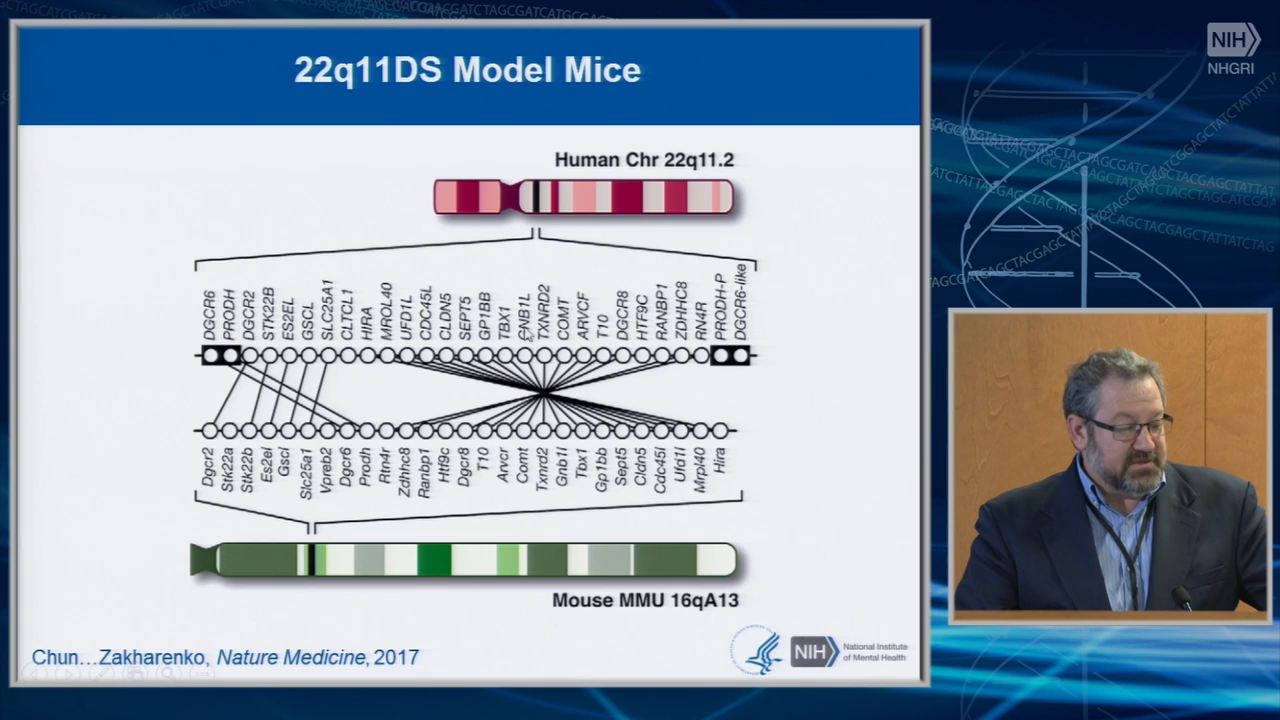 22q11DS Model Mice
NIH
NHGRI
Human Chr 22q11.2
DGCR6
PRODH
DGCR2
STK22B
ES2EL
GSCL
SLC25A1
CLTCL1
HIRA
MROL40
UFD1L
CDC45L
CLDN5
SEPT5
GP1BB
TBX1
GNB1L
TXNRD2
COMT
ARVCF
T10
DGCR8
HTF9C
RANBP1
ZDHHC8
RN4R
PRODH-P
DGCR6-like
Dgcr2
Stk22a
Stk22b
Es2el
Gscl
Slc25a1
Vpreb2
Dgcr6
Prodh
Rtn4r
Zdhhc8
Ranbp1
Htf9c
Dgcr8
T10
Arvcr
Comt
Txnrd2
Gnb1l
Tbx1
Gp1bb
Sept5
Cldn5
Cdc45l
Ufd1l
Mrpl40
Hira
Mouse MMU 16qA13
Chun…Zakharenko, Nature Medicine, 2017
NIH
National Institute
of Mental Health